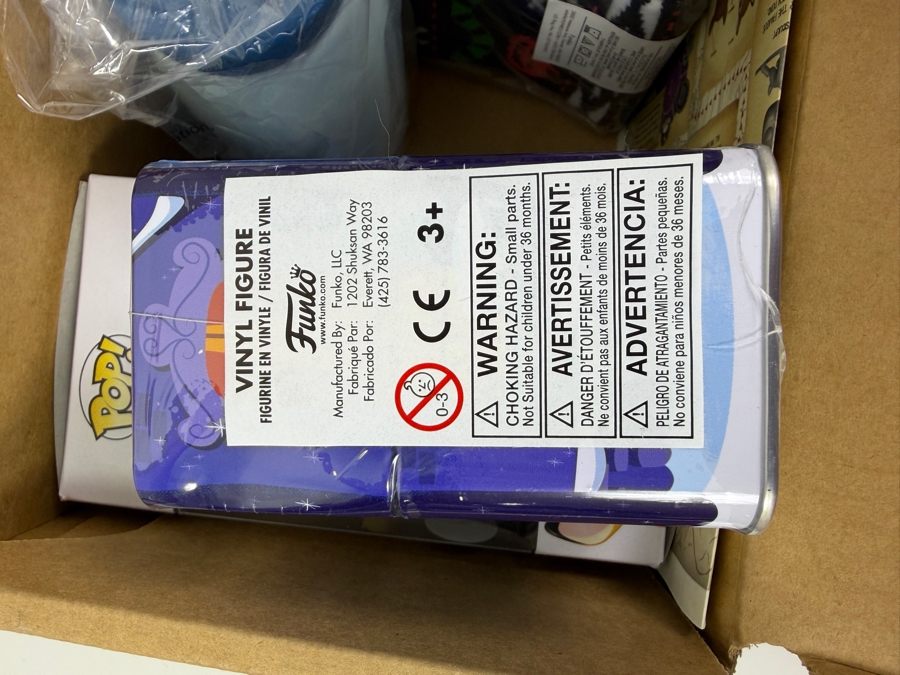 VINYL FIGURE
FIGURINE EN VINYLE / FIGURA DE VINIL
Funko
www.funko.com
Manufactured By: Funko, LLC
Fabriqué Par: 1202 Shuksan Way
Fabricado Por: Everett, WA 98203
(425) 783-3616
0-3
CE 3+
WARNING:
CHOKING HAZARD - Small parts.
Not Suitable for children under 36 months.
AVERTISSEMENT:
DANGER D'ÉTOUFFEMENT - Petits éléments.
Ne convient pas aux enfants de moins de 36 mois.
ADVERTENCIA:
PELIGRO DE ATRAGANTAMIENTO - Partes pequeñas.
No conviene para niños menores de 36 meses.
POP!